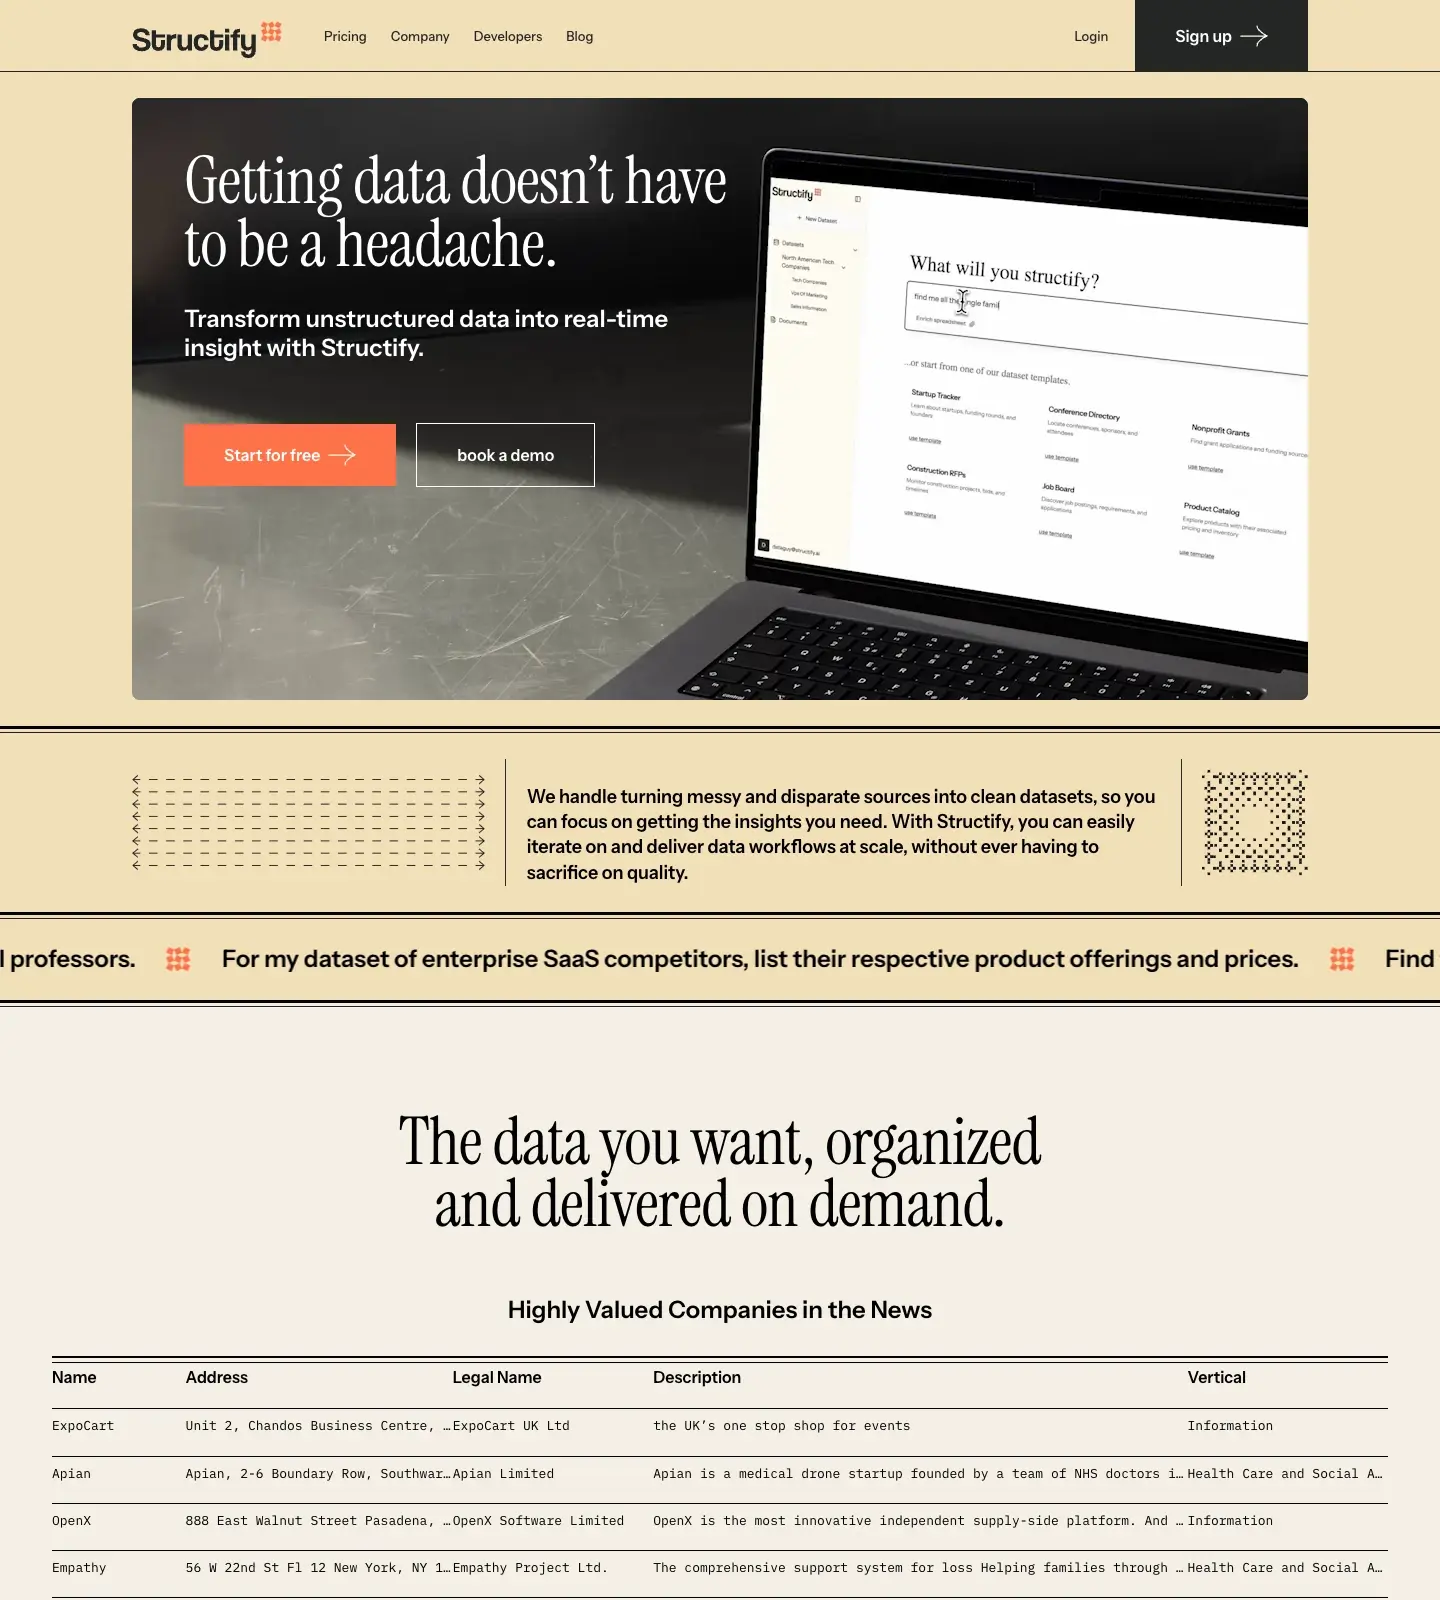 Structify
Pricing
Company
Developers
Blog
Login
Sign up
Getting data doesn’t have
to be a headache.
Transform unstructured data into real-time
insight with Structify.
Start for free
book a demo
Structify
+ New Dataset
Datasets
North American Tech
Companies
Tech Companies
Vps Of Marketing
Sales Information
Documents
dataguy@structify.ai
What will you structify?
find me all the single famil
Enrich spreadsheet
...or start from one of our dataset templates.
Startup Tracker
Learn about startups, funding rounds, and
founders
use template
Conference Directory
Locate conferences, sponsors, and
attendees
use template
Nonprofit Grants
Find grant applications and funding source
use template
Construction RFPs
Monitor construction projects, bids, and
timelines
use template
Job Board
Discover job postings, requirements, and
applications
use template
Product Catalog
Explore products with their associated
pricing and inventory
use template
We handle turning messy and disparate sources into clean datasets, so you
can focus on getting the insights you need. With Structify, you can easily
iterate on and deliver data workflows at scale, without ever having to
sacrifice on quality.
l professors.
For my dataset of enterprise SaaS competitors, list their respective product offerings and prices.
Find
The data you want, organized
and delivered on demand.
Highly Valued Companies in the News
Name Address Legal Name Description Vertical
ExpoCart Unit 2, Chandos Business Centre, … ExpoCart UK Ltd the UK’s one stop shop for events Information
Apian Apian, 2-6 Boundary Row, Southwar… Apian Limited Apian is a medical drone startup founded by a team of NHS doctors i… Health Care and Social A…
OpenX 888 East Walnut Street Pasadena, … OpenX Software Limited OpenX is the most innovative independent supply-side platform. And … Information
Empathy 56 W 22nd St Fl 12 New York, NY 1… Empathy Project Ltd. The comprehensive support system for loss Helping families through … Health Care and Social A…